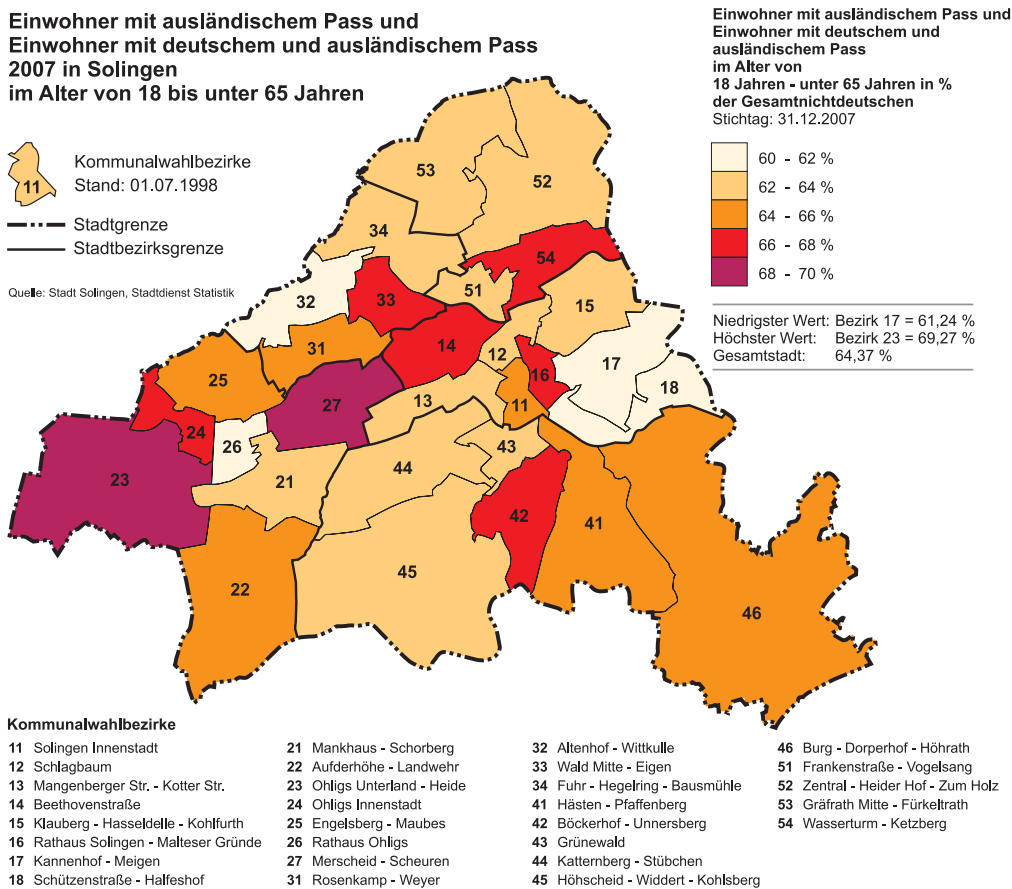 Einwohner mit ausländischem Pass und
Einwohner mit deutschem und ausländischem Pass
2007 in Solingen
im Alter von 18 bis unter 65 Jahren
11
Kommunalwahlbezirke
Stand: 01.07.1998
Stadtgrenze
Stadtbezirksgrenze
Quelle: Stadt Solingen, Stadtdienst Statistik
Einwohner mit ausländischem Pass und
Einwohner mit deutschem und
ausländischem Pass
im Alter von
18 Jahren - unter 65 Jahren in %
der Gesamtnichtdeutschen
Stichtag: 31.12.2007
60 - 62 %
62 - 64 %
64 - 66 %
66 - 68 %
68 - 70 %
Niedrigster Wert: Bezirk 17 = 61,24 %
Höchster Wert: Bezirk 23 = 69,27 %
Gesamtstadt: 64,37 %
53
52
34
54
51
32
33
15
31
14
12
17
25
16
18
27
13
11
24
26
43
23
21
44
42
41
45
22
46
Kommunalwahlbezirke
11 Solingen Innenstadt
12 Schlagbaum
13 Mangenberger Str. - Kotter Str.
14 Beethovenstraße
15 Klauberg - Hasseldelle - Kohlfurth
16 Rathaus Solingen - Malteser Gründe
17 Kannenhof - Meigen
18 Schützenstraße - Halfeshof
21 Mankhaus - Schorberg
22 Aufderhöhe - Landwehr
23 Ohligs Unterland - Heide
24 Ohligs Innenstadt
25 Engelsberg - Maubes
26 Rathaus Ohligs
27 Merscheid - Scheuren
31 Rosenkamp - Weyer
32 Altenhof - Wittkulle
33 Wald Mitte - Eigen
34 Fuhr - Hegelring - Bausmühle
41 Hästen - Pfaffenberg
42 Böckerhof - Unnersberg
43 Grünewald
44 Katternberg - Stübchen
45 Höhscheid - Widdert - Kohlsberg
46 Burg - Dorperhof - Höhrath
51 Frankenstraße - Vogelsang
52 Zentral - Heider Hof - Zum Holz
53 Gräfrath Mitte - Fürkeltrath
54 Wasserturm - Ketzberg